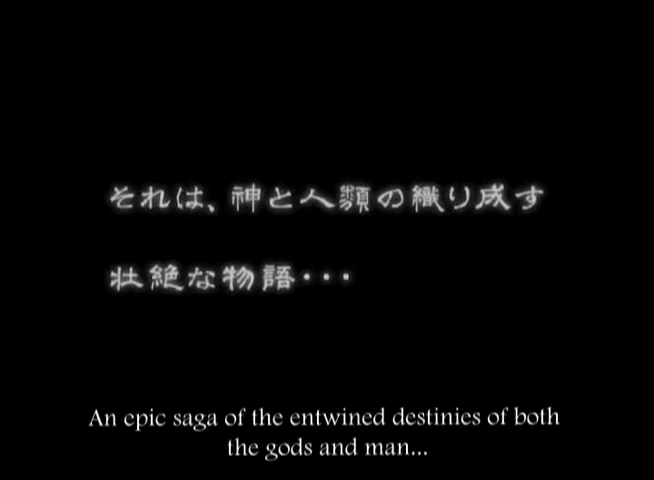 それは、神と人類の織り成す
壮絶な物語・・・
An epic saga of the entwined destinies of both
the gods and man...